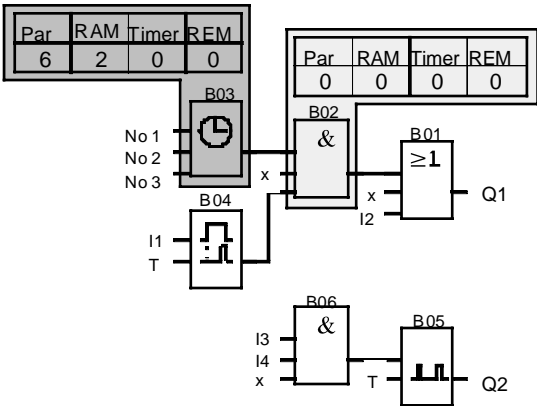 Par RAM Timer REM
6 2 0 0
Par RAM Timer REM
0 0 0 0
B03
No 1
No 2
No 3
B02
&
x
B01
≥1
x
I2
Q1
B04
I1
T
B06
&
I3
I4
x
B05
T
Q2